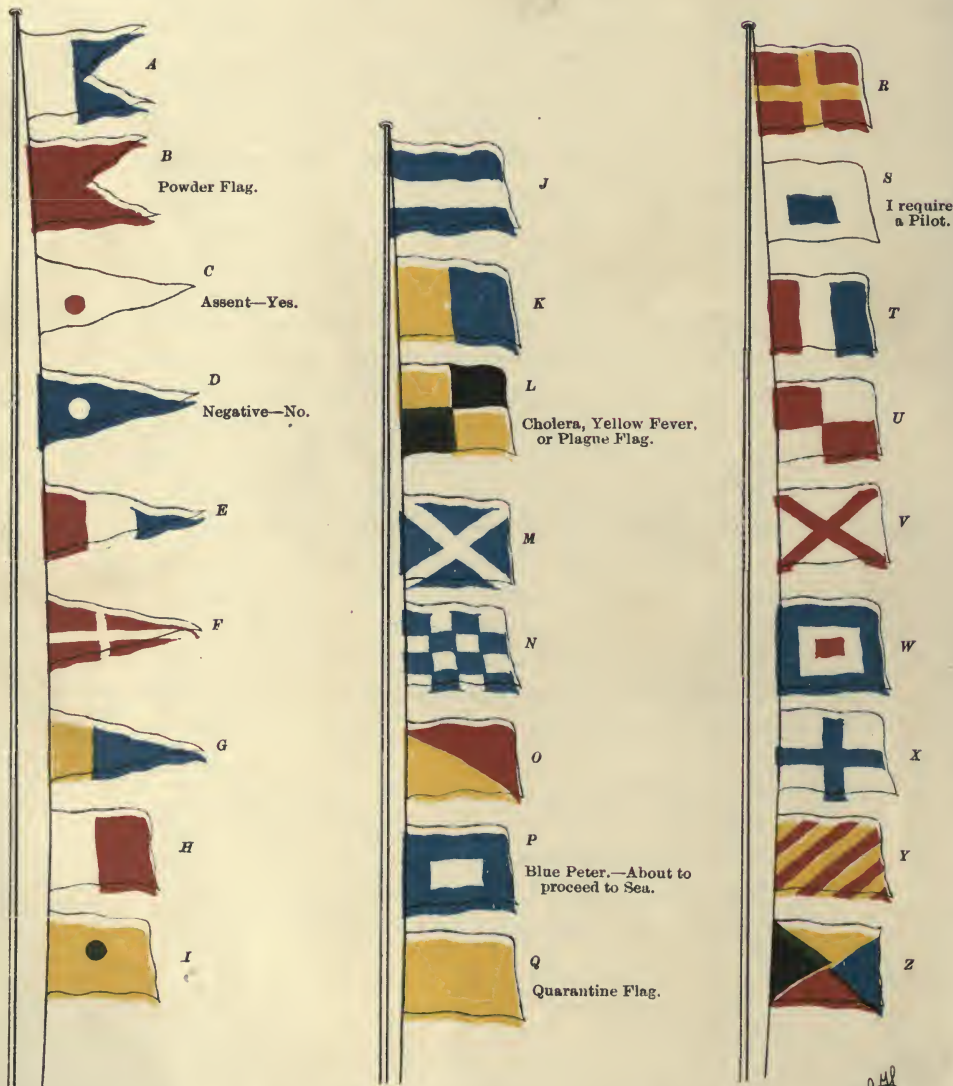 A
B
Powder Flag.
C
Assent—Yes.
D
Negative—No.
E
F
G
H
I
J
K
L
Cholera, Yellow Fever,
or Plague Flag.
M
N
O
P
Blue Peter.—About to
proceed to Sea.
Q
Quarantine Flag.
R
S
I require
a Pilot.
T
U
V
W
X
Y
Z